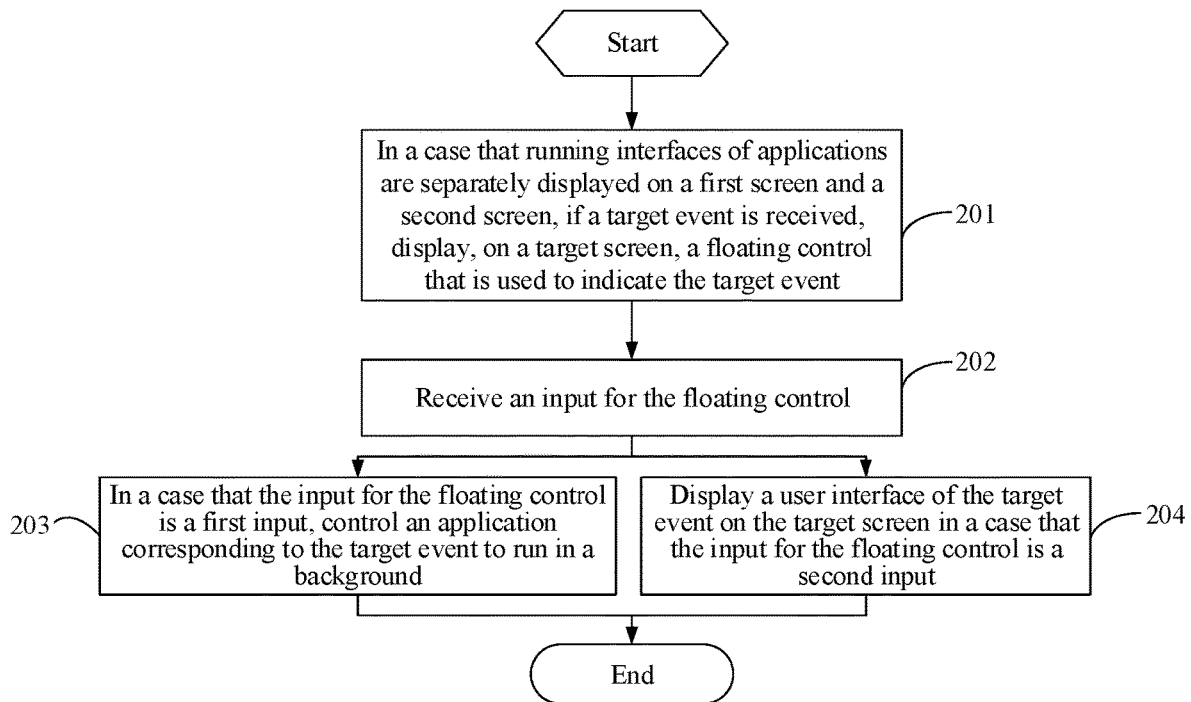 Start
In a case that running interfaces of applications
are separately displayed on a first screen and a
second screen, if a target event is received,
display, on a target screen, a floating control
that is used to indicate the target event
201
Receive an input for the floating control
202
203
In a case that the input for the floating control
is a first input, control an application
corresponding to the target event to run in a
background
Display a user interface of the target
event on the target screen in a case that
the input for the floating control is a
second input
204
End